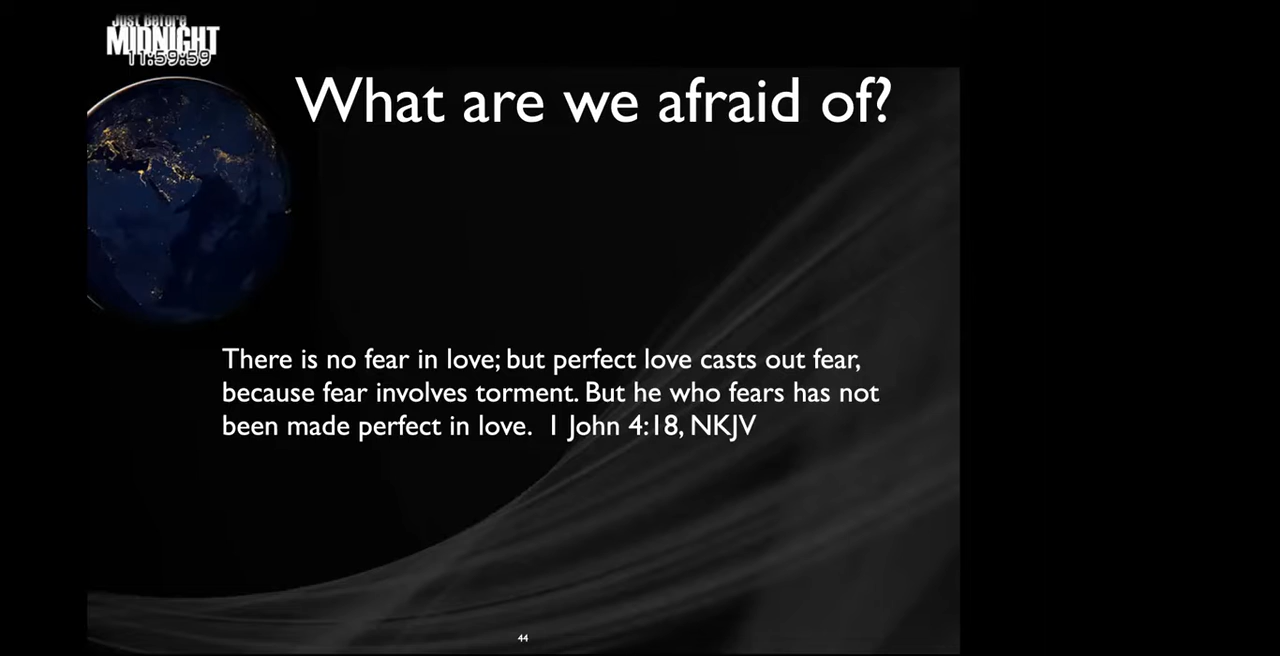 Just Before
MIDNIGHT
11:59:59
What are we afraid of?
There is no fear in love; but perfect love casts out fear,
because fear involves torment. But he who fears has not
been made perfect in love.  1 John 4:18, NKJV
44